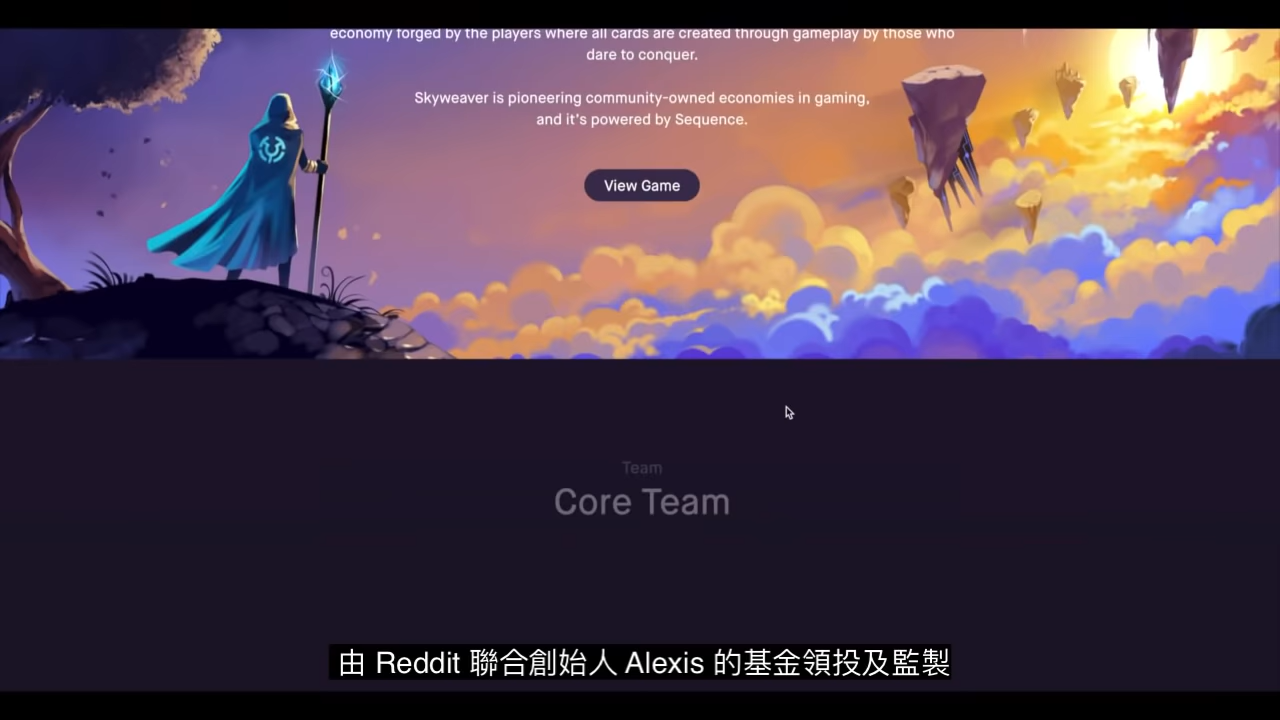 economy forged by the players where all cards are created through gameplay by those who
dare to conquer.
Skyweaver is pioneering community-owned economies in gaming,
and it's powered by Sequence.
View Game
Team
Core Team
由 Reddit 聯合創始人 Alexis 的基金領投及監製